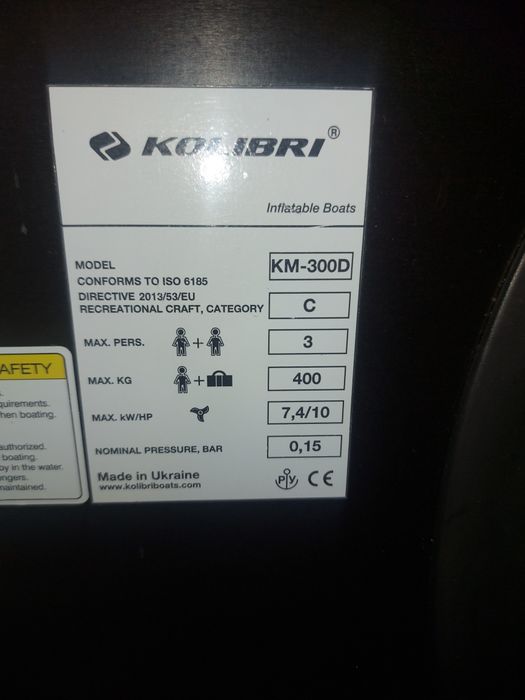 KOLIBRI®
Inflatable Boats
MODEL KM-300D
CONFORMS TO ISO 6185
DIRECTIVE 2013/53/EU
RECREATIONAL CRAFT, CATEGORY C
MAX. PERS. + 3
MAX. KG + 400
MAX. kW/HP 7,4/10
NOMINAL PRESSURE, BAR 0,15
Made in Ukraine
www.kolibriboats.com
РУ CE
AFETY
quirements.
hen boating.
authorized.
boating.
by in the water.
ngers.
maintained.